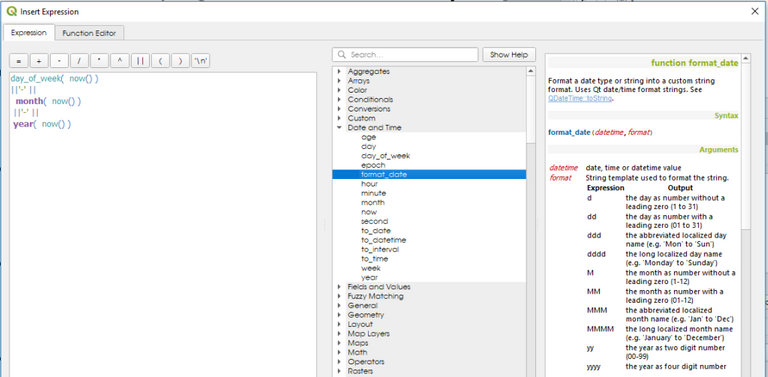 Insert Expression
Expression
Function Editor
= + - / * ^ || ( ) '\n'
day_of_week( now() )
||'-' ||
month( now() )
||'-' ||
year( now() )
Search...
Show Help
Aggregates
Arrays
Color
Conditionals
Conversions
Custom
Date and Time
age
day
day_of_week
epoch
format_date
hour
minute
month
now
second
to_date
to_datetime
to_interval
to_time
week
year
Fields and Values
Fuzzy Matching
General
Geometry
Layout
Map Layers
Maps
Math
Operators
Rasters
function format_date
Format a date type or string into a custom string
format. Uses Qt date/time format strings. See
QDateTime::toString.
Syntax
format_date (datetime, format)
Arguments
datetime date, time or datetime value
format String template used to format the string.
Expression Output
d the day as number without a
leading zero (1 to 31)
dd the day as number with a
leading zero (01 to 31)
ddd the abbreviated localized day
name (e.g. 'Mon' to 'Sun')
dddd the long localized day name
(e.g. 'Monday' to 'Sunday')
M the month as number without a
leading zero (1-12)
MM the month as number with a
leading zero (01-12)
MMM the abbreviated localized
month name (e.g. 'Jan' to 'Dec')
MMMM the long localized month name
(e.g. 'January' to 'December')
yy the year as two digit number
(00-99)
yyyy the year as four digit number